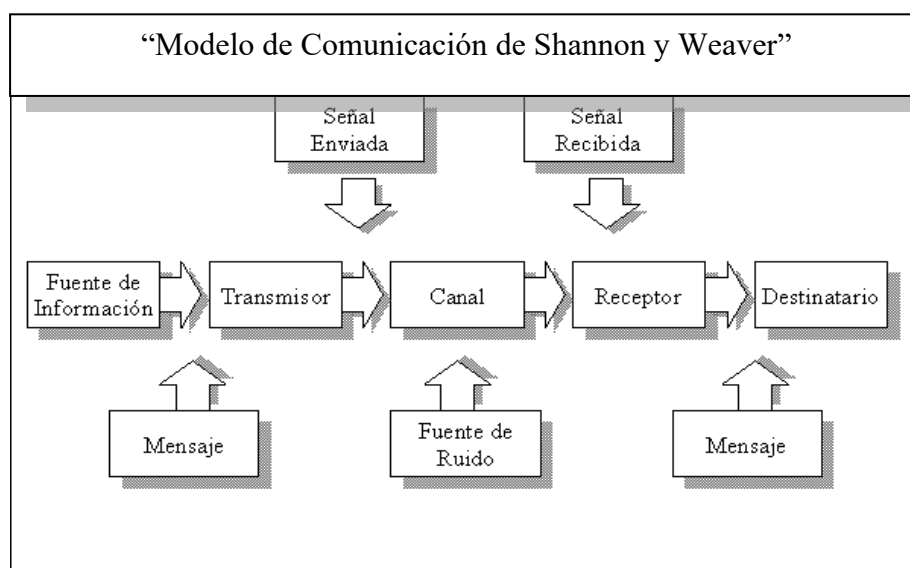 “Modelo de Comunicación de Shannon y Weaver”
Señal
Enviada
Señal
Recibida
Fuente de
Información
Transmisor
Canal
Receptor
Destinatario
Mensaje
Fuente de
Ruido
Mensaje